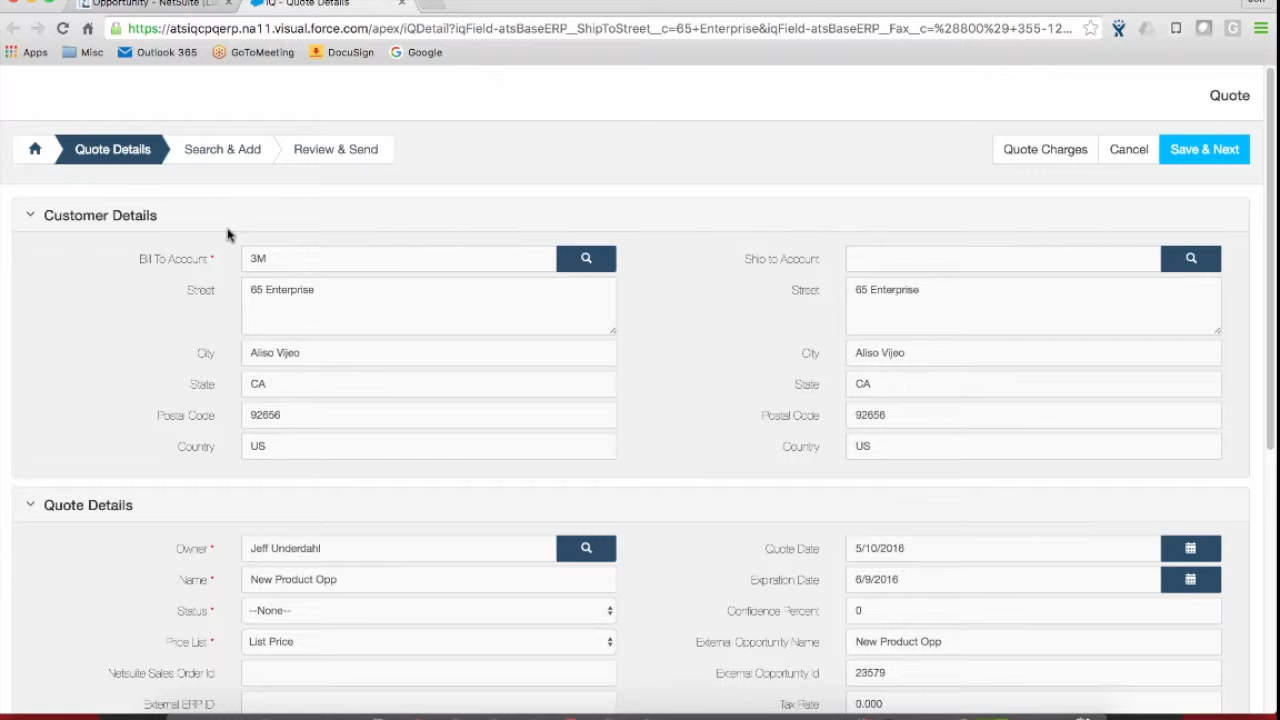 Opportunity - NetSuite (L
iQ - Quote Details
https://atsiqcpqerp.na11.visual.force.com/apex/iQDetail?iqField-atsBaseERP__ShipToStreet__c=65+Enterprise&iqField-atsBaseERP__Fax__c=%28800%29+355-12...
Apps Misc Outlook 365 GoToMeeting DocuSign Google
Quote
Quote Details Search & Add Review & Send Quote Charges Cancel Save & Next
Customer Details
Bill To Account * 3M Ship to Account
Street 65 Enterprise Street 65 Enterprise
City Aliso Vijeo City Aliso Vijeo
State CA State CA
Postal Code 92656 Postal Code 92656
Country US Country US
Quote Details
Owner * Jeff Underdahl Quote Date 5/10/2016
Name * New Product Opp Expiration Date 6/9/2016
Status * --None-- Confidence Percent 0
Price List * List Price External Opportunity Name New Product Opp
Netsuite Sales Order Id External Opportunity Id 23579
External ERP ID Tax Rate 0.000